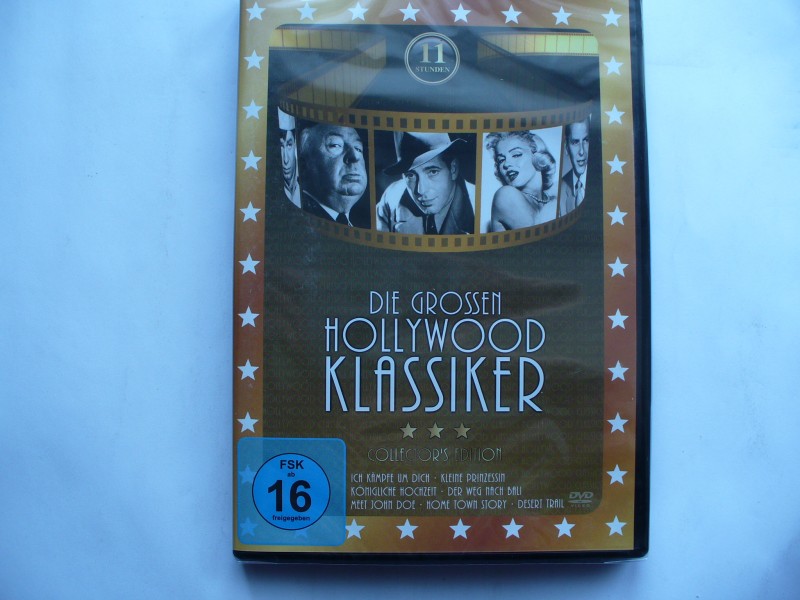 11
STUNDEN
DIE GROSSEN
HOLLYWOOD
KLASSIKER
COLLECTOR'S EDITION
FSK
ab
16
freigegeben
ICH KÄMPFE UM DICH · KLEINE PRINZESSIN
KÖNIGLICHE HOCHZEIT · DER WEG NACH BALI
MEET JOHN DOE · HOME TOWN STORY · DESERT TRAIL
DVD
VIDEO